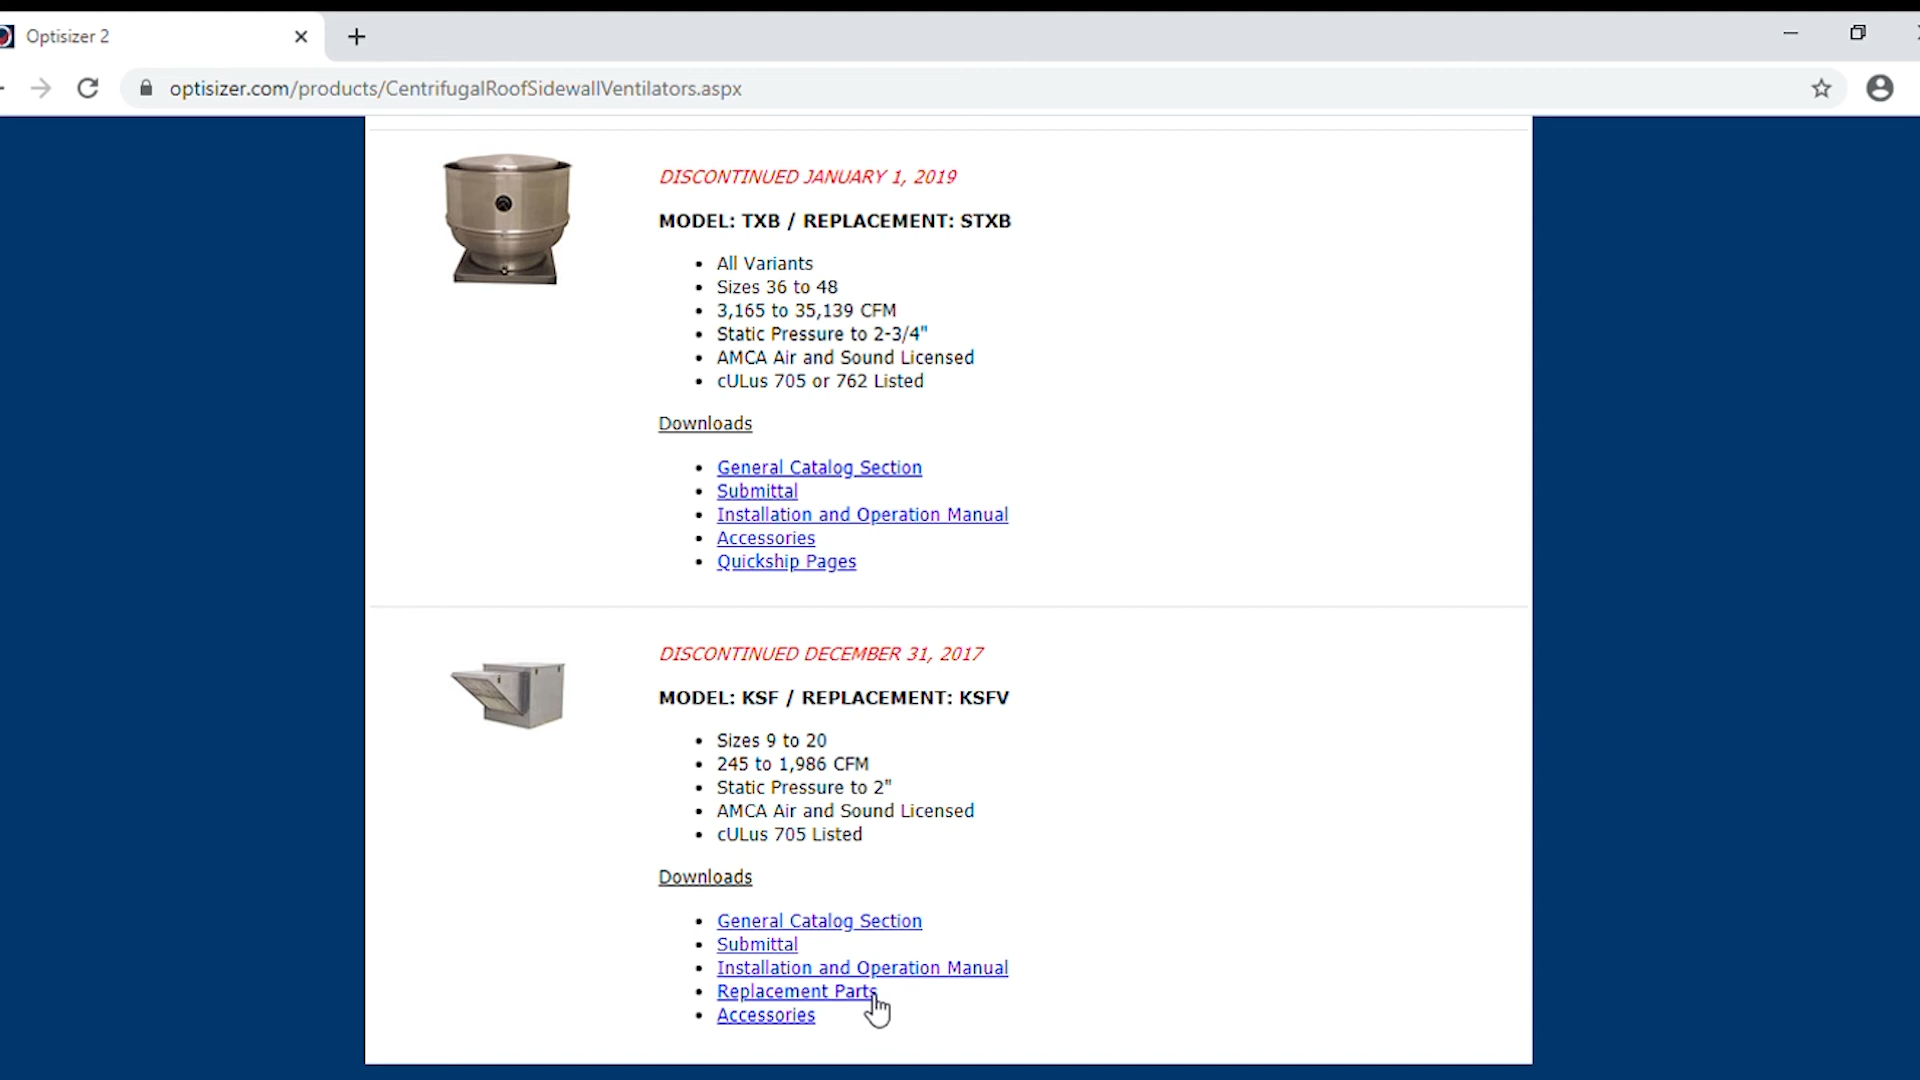 Optisizer 2
optisizer.com/products/CentrifugalRoofSidewallVentilators.aspx
DISCONTINUED JANUARY 1, 2019
MODEL: TXB / REPLACEMENT: STXB
All Variants
Sizes 36 to 48
3,165 to 35,139 CFM
Static Pressure to 2-3/4"
AMCA Air and Sound Licensed
cULus 705 or 762 Listed
Downloads
General Catalog Section
Submittal
Installation and Operation Manual
Accessories
Quickship Pages
DISCONTINUED DECEMBER 31, 2017
MODEL: KSF / REPLACEMENT: KSFV
Sizes 9 to 20
245 to 1,986 CFM
Static Pressure to 2"
AMCA Air and Sound Licensed
cULus 705 Listed
Downloads
General Catalog Section
Submittal
Installation and Operation Manual
Replacement Parts
Accessories